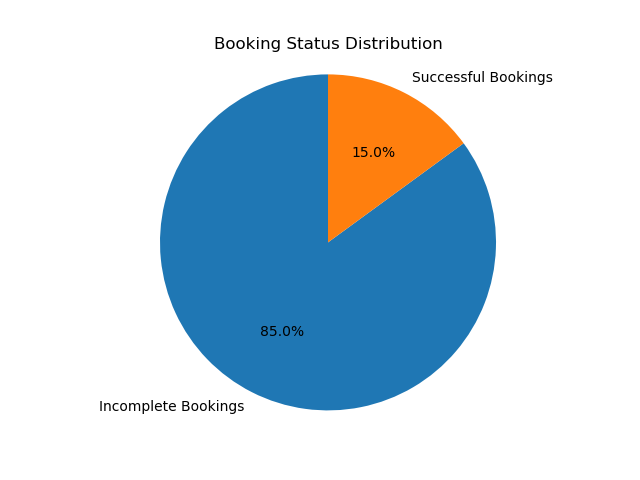 Booking Status Distribution
Successful Bookings
15.0%
85.0%
Incomplete Bookings